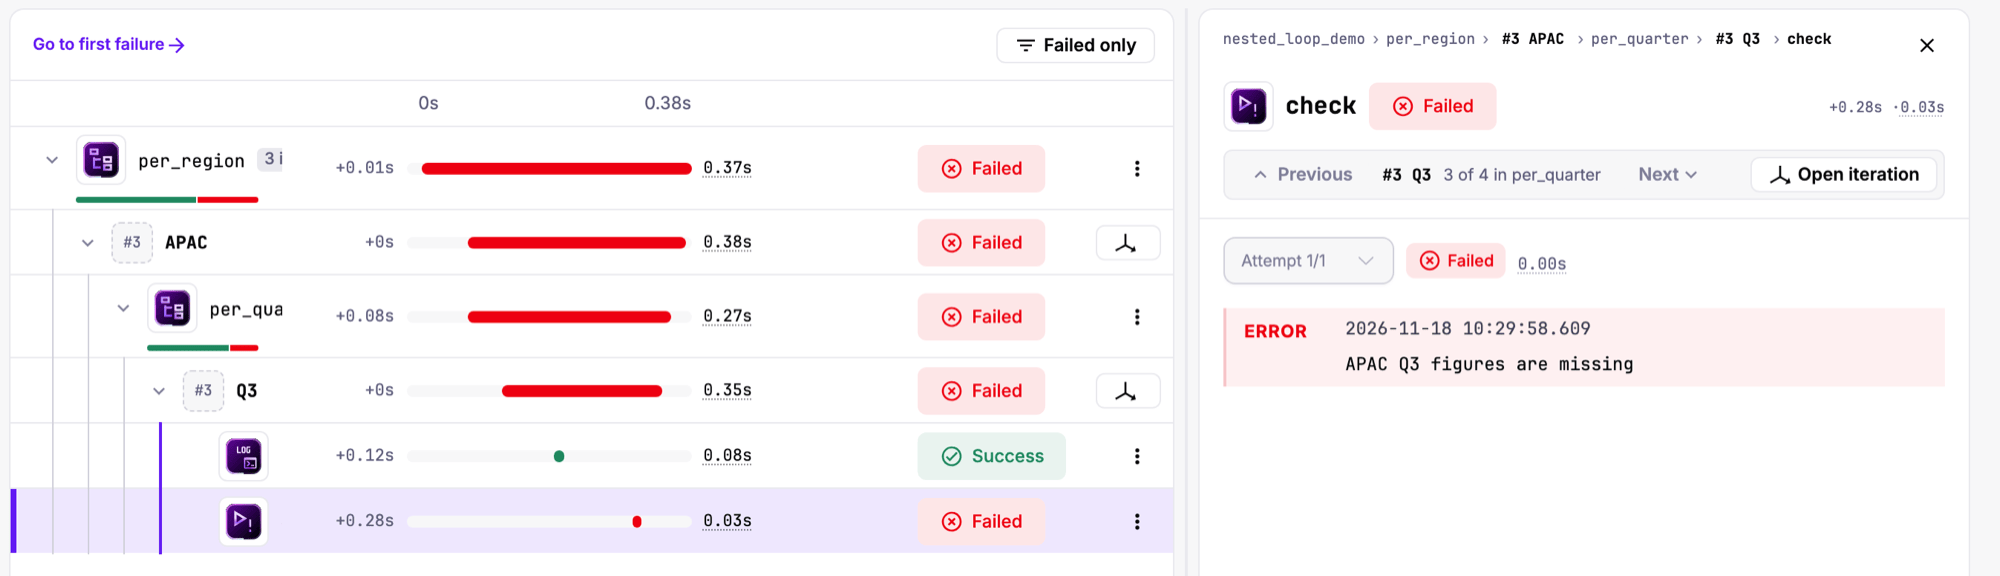 Go to first failure →
Failed only
0s 0.38s
per_region 3 i +0.01s 0.37s Failed
#3 APAC +0s 0.38s Failed
per_qua +0.08s 0.27s Failed
#3 Q3 +0s 0.35s Failed
LOG +0.12s 0.08s Success
+0.28s 0.03s Failed
nested_loop_demo › per_region › #3 APAC › per_quarter › #3 Q3 › check
check Failed +0.28s ·0.03s
Previous #3 Q3 3 of 4 in per_quarter Next Open iteration
Attempt 1/1 Failed 0.00s
ERROR 2026-11-18 10:29:58.609
APAC Q3 figures are missing